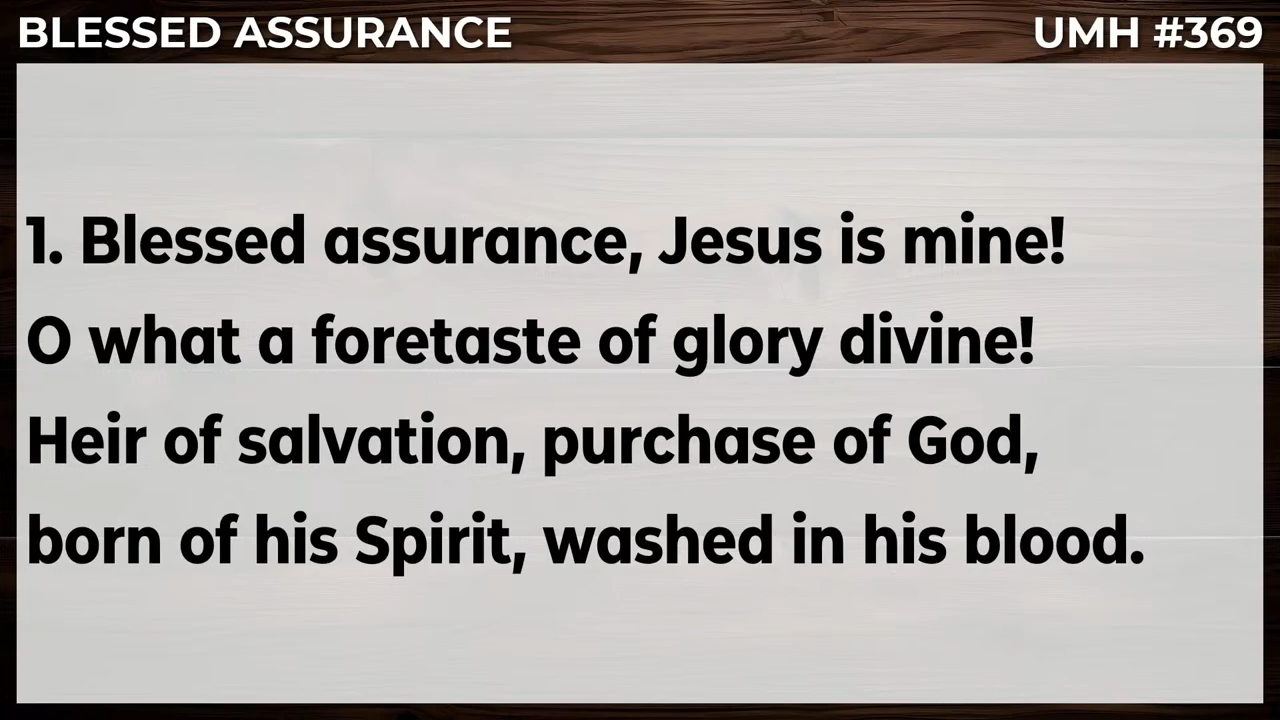 BLESSED ASSURANCE
UMH #369
1. Blessed assurance, Jesus is mine!
O what a foretaste of glory divine!
Heir of salvation, purchase of God,
born of his Spirit, washed in his blood.